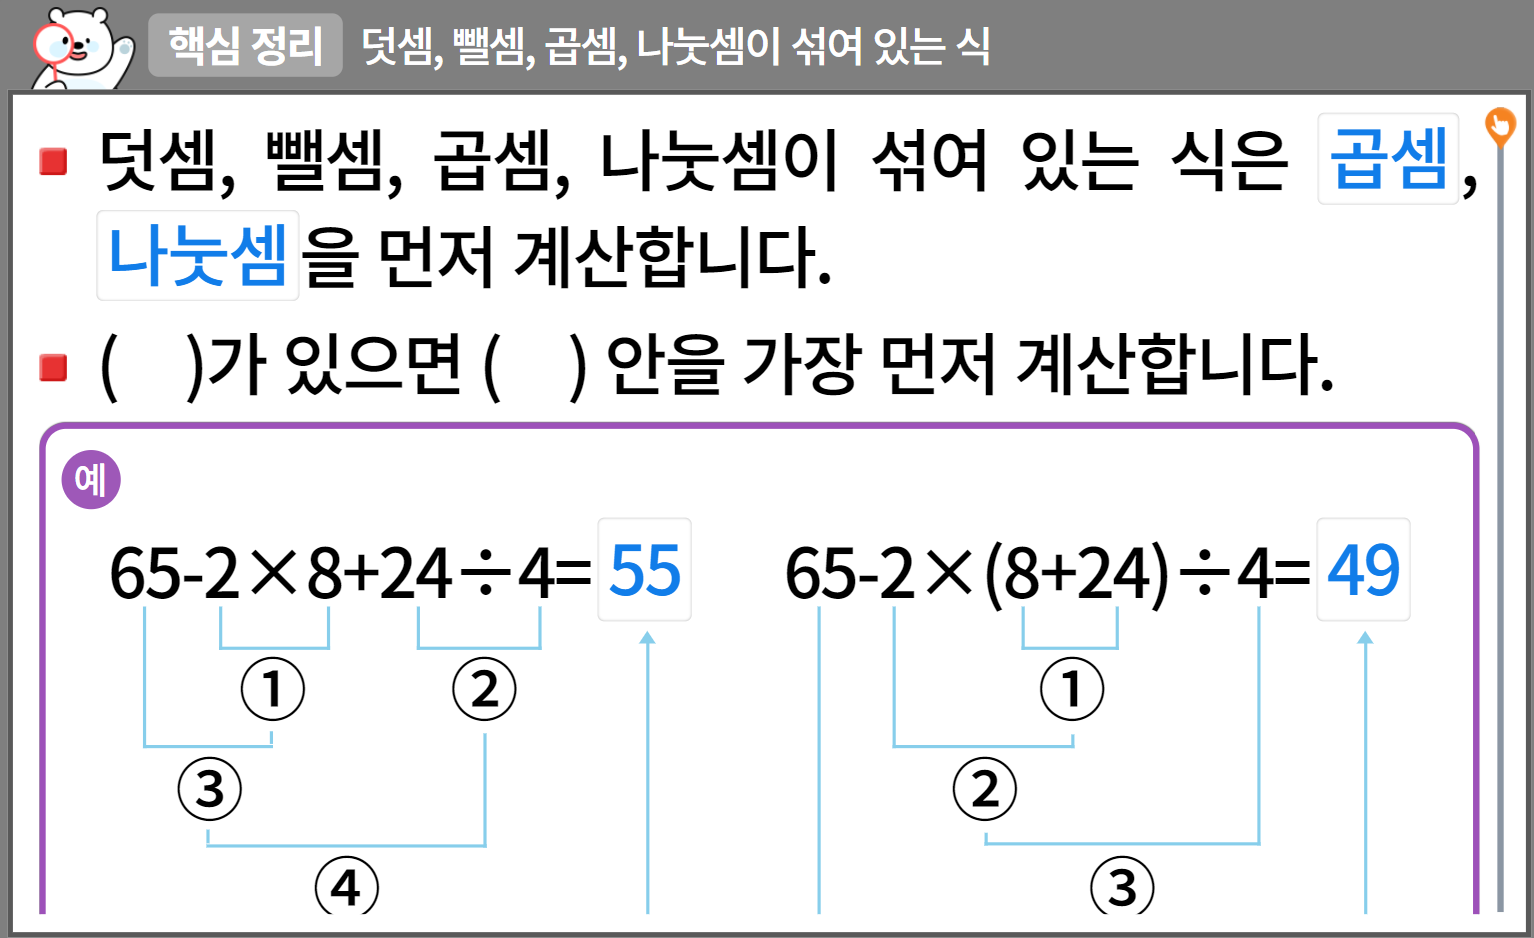 핵심 정리 덧셈, 뺄셈, 곱셈, 나눗셈이 섞여 있는 식
덧셈, 뺄셈, 곱셈, 나눗셈이 섞여 있는 식은 곱셈,
나눗셈을 먼저 계산합니다.
( )가 있으면 ( ) 안을 가장 먼저 계산합니다.
예
65-2×8+24÷4=55
①
②
③
④
65-2×(8+24)÷4=49
①
②
③